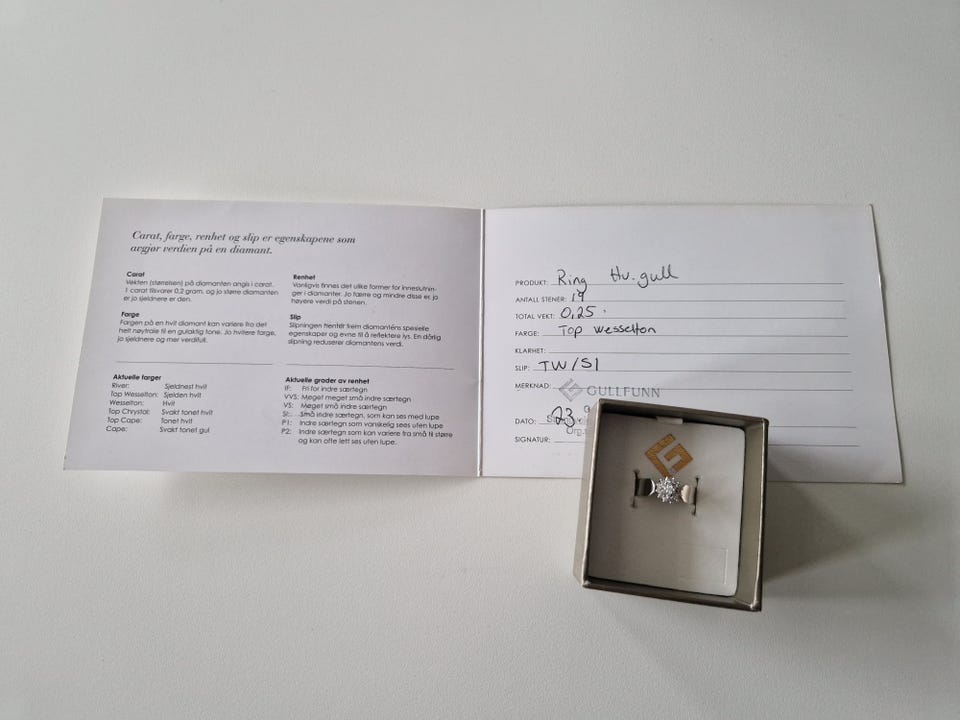 Carat, farge, renhet og slip er egenskapene som
avgjør verdien på en diamant.
Carat
Vekten (størrelsen) på diamanten angis i carat.
1 carat tilsvarer 0,2 gram. og jo større diamanten
er jo sjeldnere er den.
Farge
Fargen på en hvit diamant kan variere fra det
helt nøytrale til en gulaktig tone. Jo hvitere farge,
jo sjeldnere og mer verdifull.
Renhet
Vanligvis finnes det ulike former for inneslutnin-
ger i diamanter. Jo færre og mindre disse er, jo
høyere verdi på stenen.
Slip
Slipningen trer frem diamantens spesielle
egenskaper og evne til å reflektere lys. En dårlig
slipning reduserer diamantens verdi.
Aktuelle farger
River: Sjeldnest hvit
Top Wesselton: Sjelden hvit
Wesselton: Hvit
Top Chrystal: Svakt tonet hvit
Top Cape: Tonet hvit
Cape: Svakt tonet gul
Aktuelle grader av renhet
IF: Fri for indre særtegn
VVS: Meget meget små indre særtegn
VS: Meget små indre særtegn
SI: Små indre særtegn, som kan ses med lupe
P1: Indre særtegn som vanskelig sees uten lupe
P2: Indre særtegn som kan variere fra små til større
og kan ofte lett ses uten lupe.
PRODUKT: Ring Hv.gull
ANTALL STENER: 19
TOTAL VEKT: 0,25
FARGE: Top Wesselton
KLARHET:
SLIP: TW/SI
MERKNAD: GULLFUNN
DATO: 23
SIGNATUR: Org.